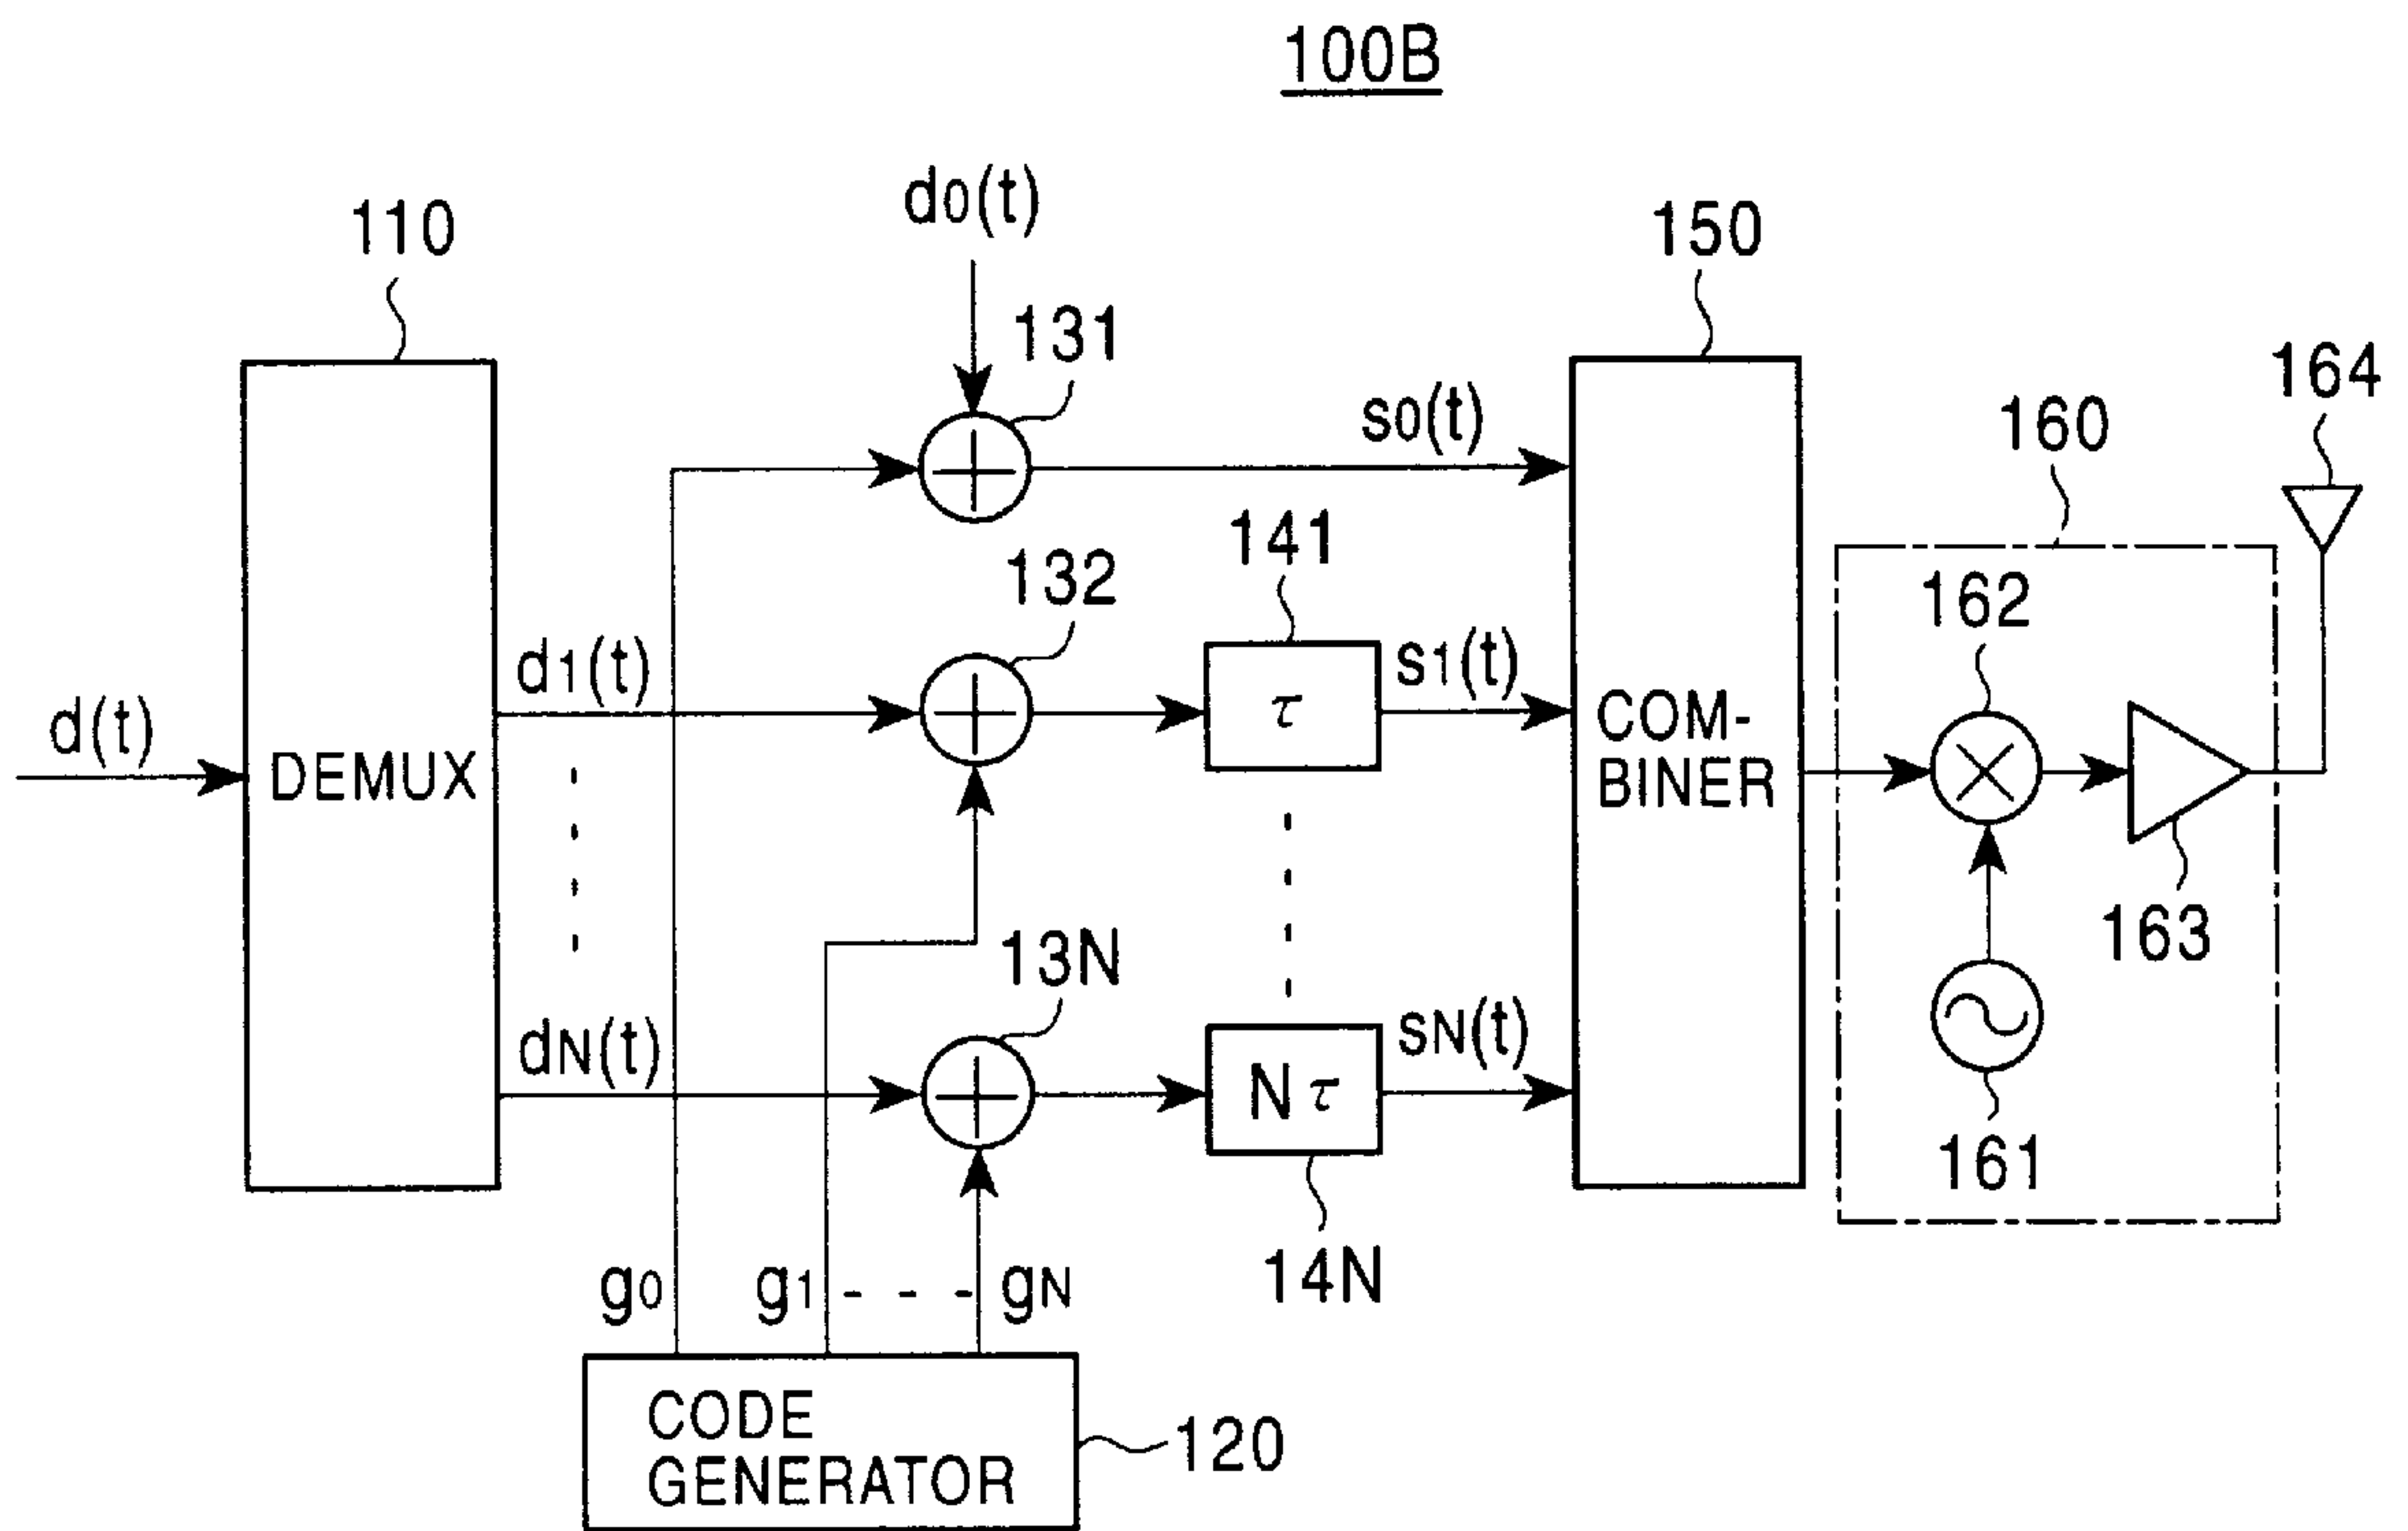 100B
d0(t)
110
150
131
164
s0(t)
160
141
132
162
d1(t)
s1(t)
τ
d(t)
COM-
BINER
DEMUX
163
13N
dN(t)
sN(t)
N τ
161
14N
g0 g1 - - - gN
CODE
GENERATOR
120